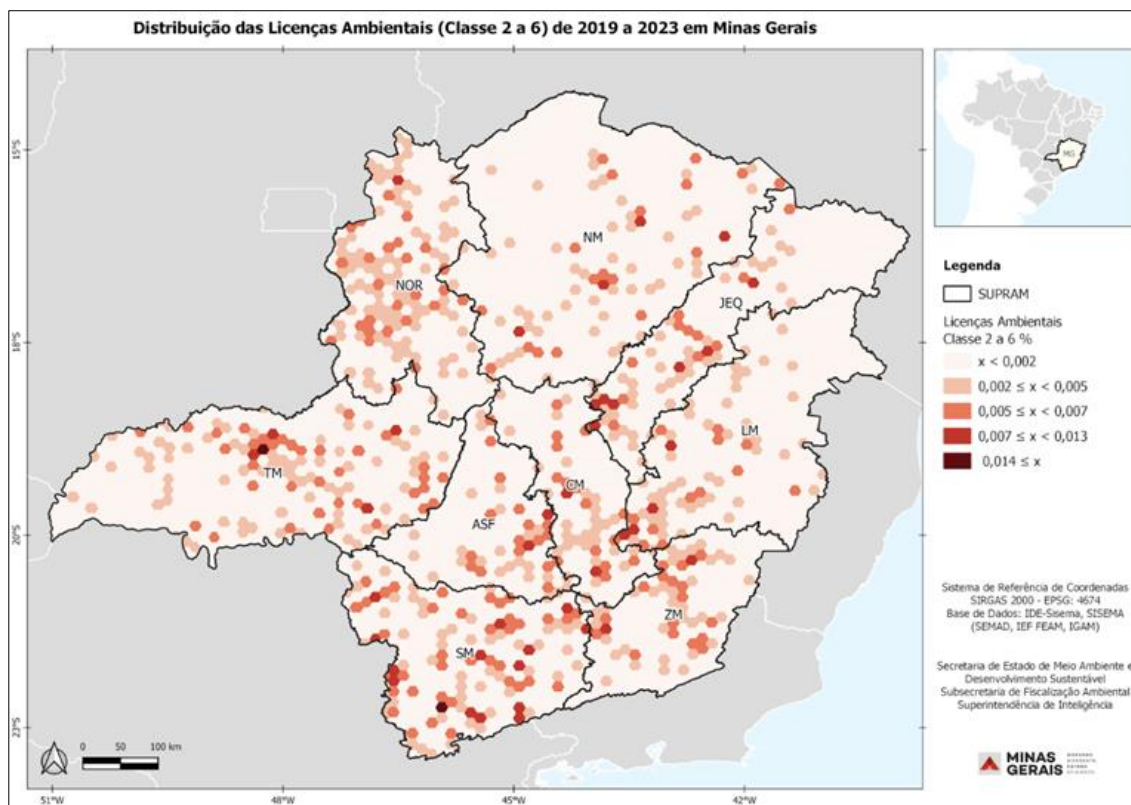 Distribuição das Licenças Ambientais (Classe 2 a 6) de 2019 a 2023 em Minas Gerais
15°S
18°S
20°S
23°S
51°W
48°W
45°W
42°W
NOR
NM
JEQ
TM
LM
CM
ASF
SM
ZM
0 50 100 km
MG
Legenda
SUPRAM
Licenças Ambientais
Classe 2 a 6 %
x < 0,002
0,002 ≤ x < 0,005
0,005 ≤ x < 0,007
0,007 ≤ x < 0,013
0,014 ≤ x
Sistema de Referência de Coordenadas
SIRGAS 2000 - EPSG: 4674
Base de Dados: IDE-Sisema, SISEMA
(SEMAD, IEF FEAM, IGAM)
Secretaria de Estado de Meio Ambiente e
Desenvolvimento Sustentável
Subsecretaria de Fiscalização Ambiental
Superintendência de Inteligência
MINAS
GERAIS